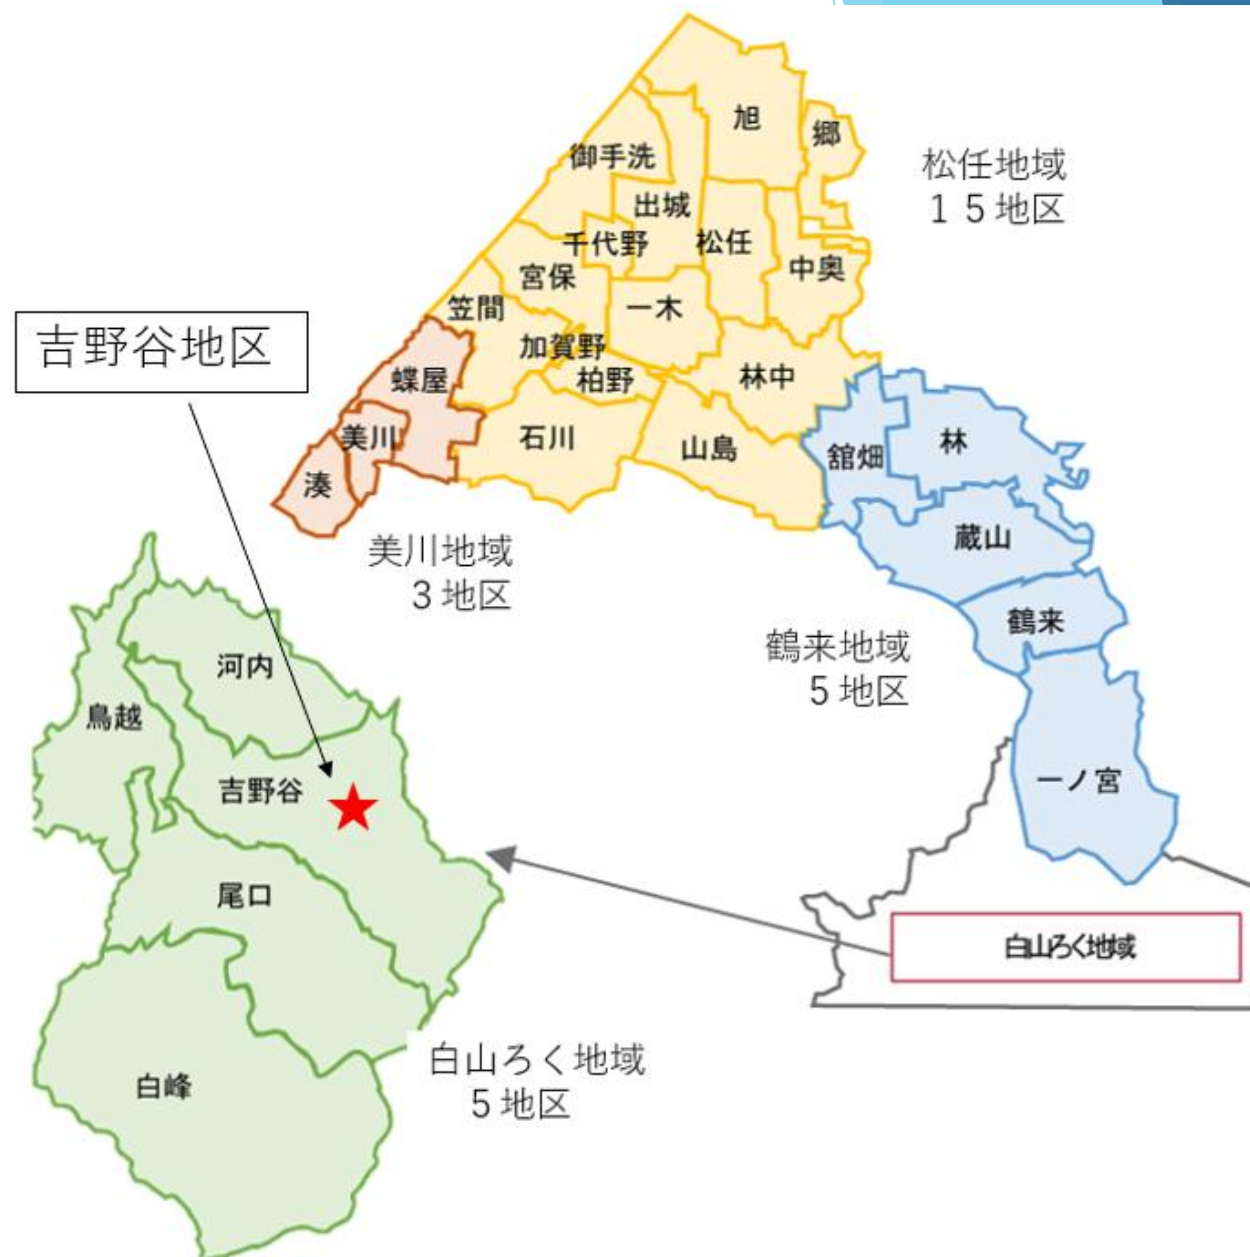 旭
郷
御手洗
松任地域
１５地区
出城
千代野
松任
中奥
宮保
笠間
一木
吉野谷地区
加賀野
柏野
林中
蝶屋
美川
石川
山島
舘畑
林
湊
蔵山
美川地域
３地区
鶴来
鶴来地域
５地区
河内
鳥越
吉野谷
一ノ宮
尾口
白山ろく地域
白山ろく地域
５地区
白峰